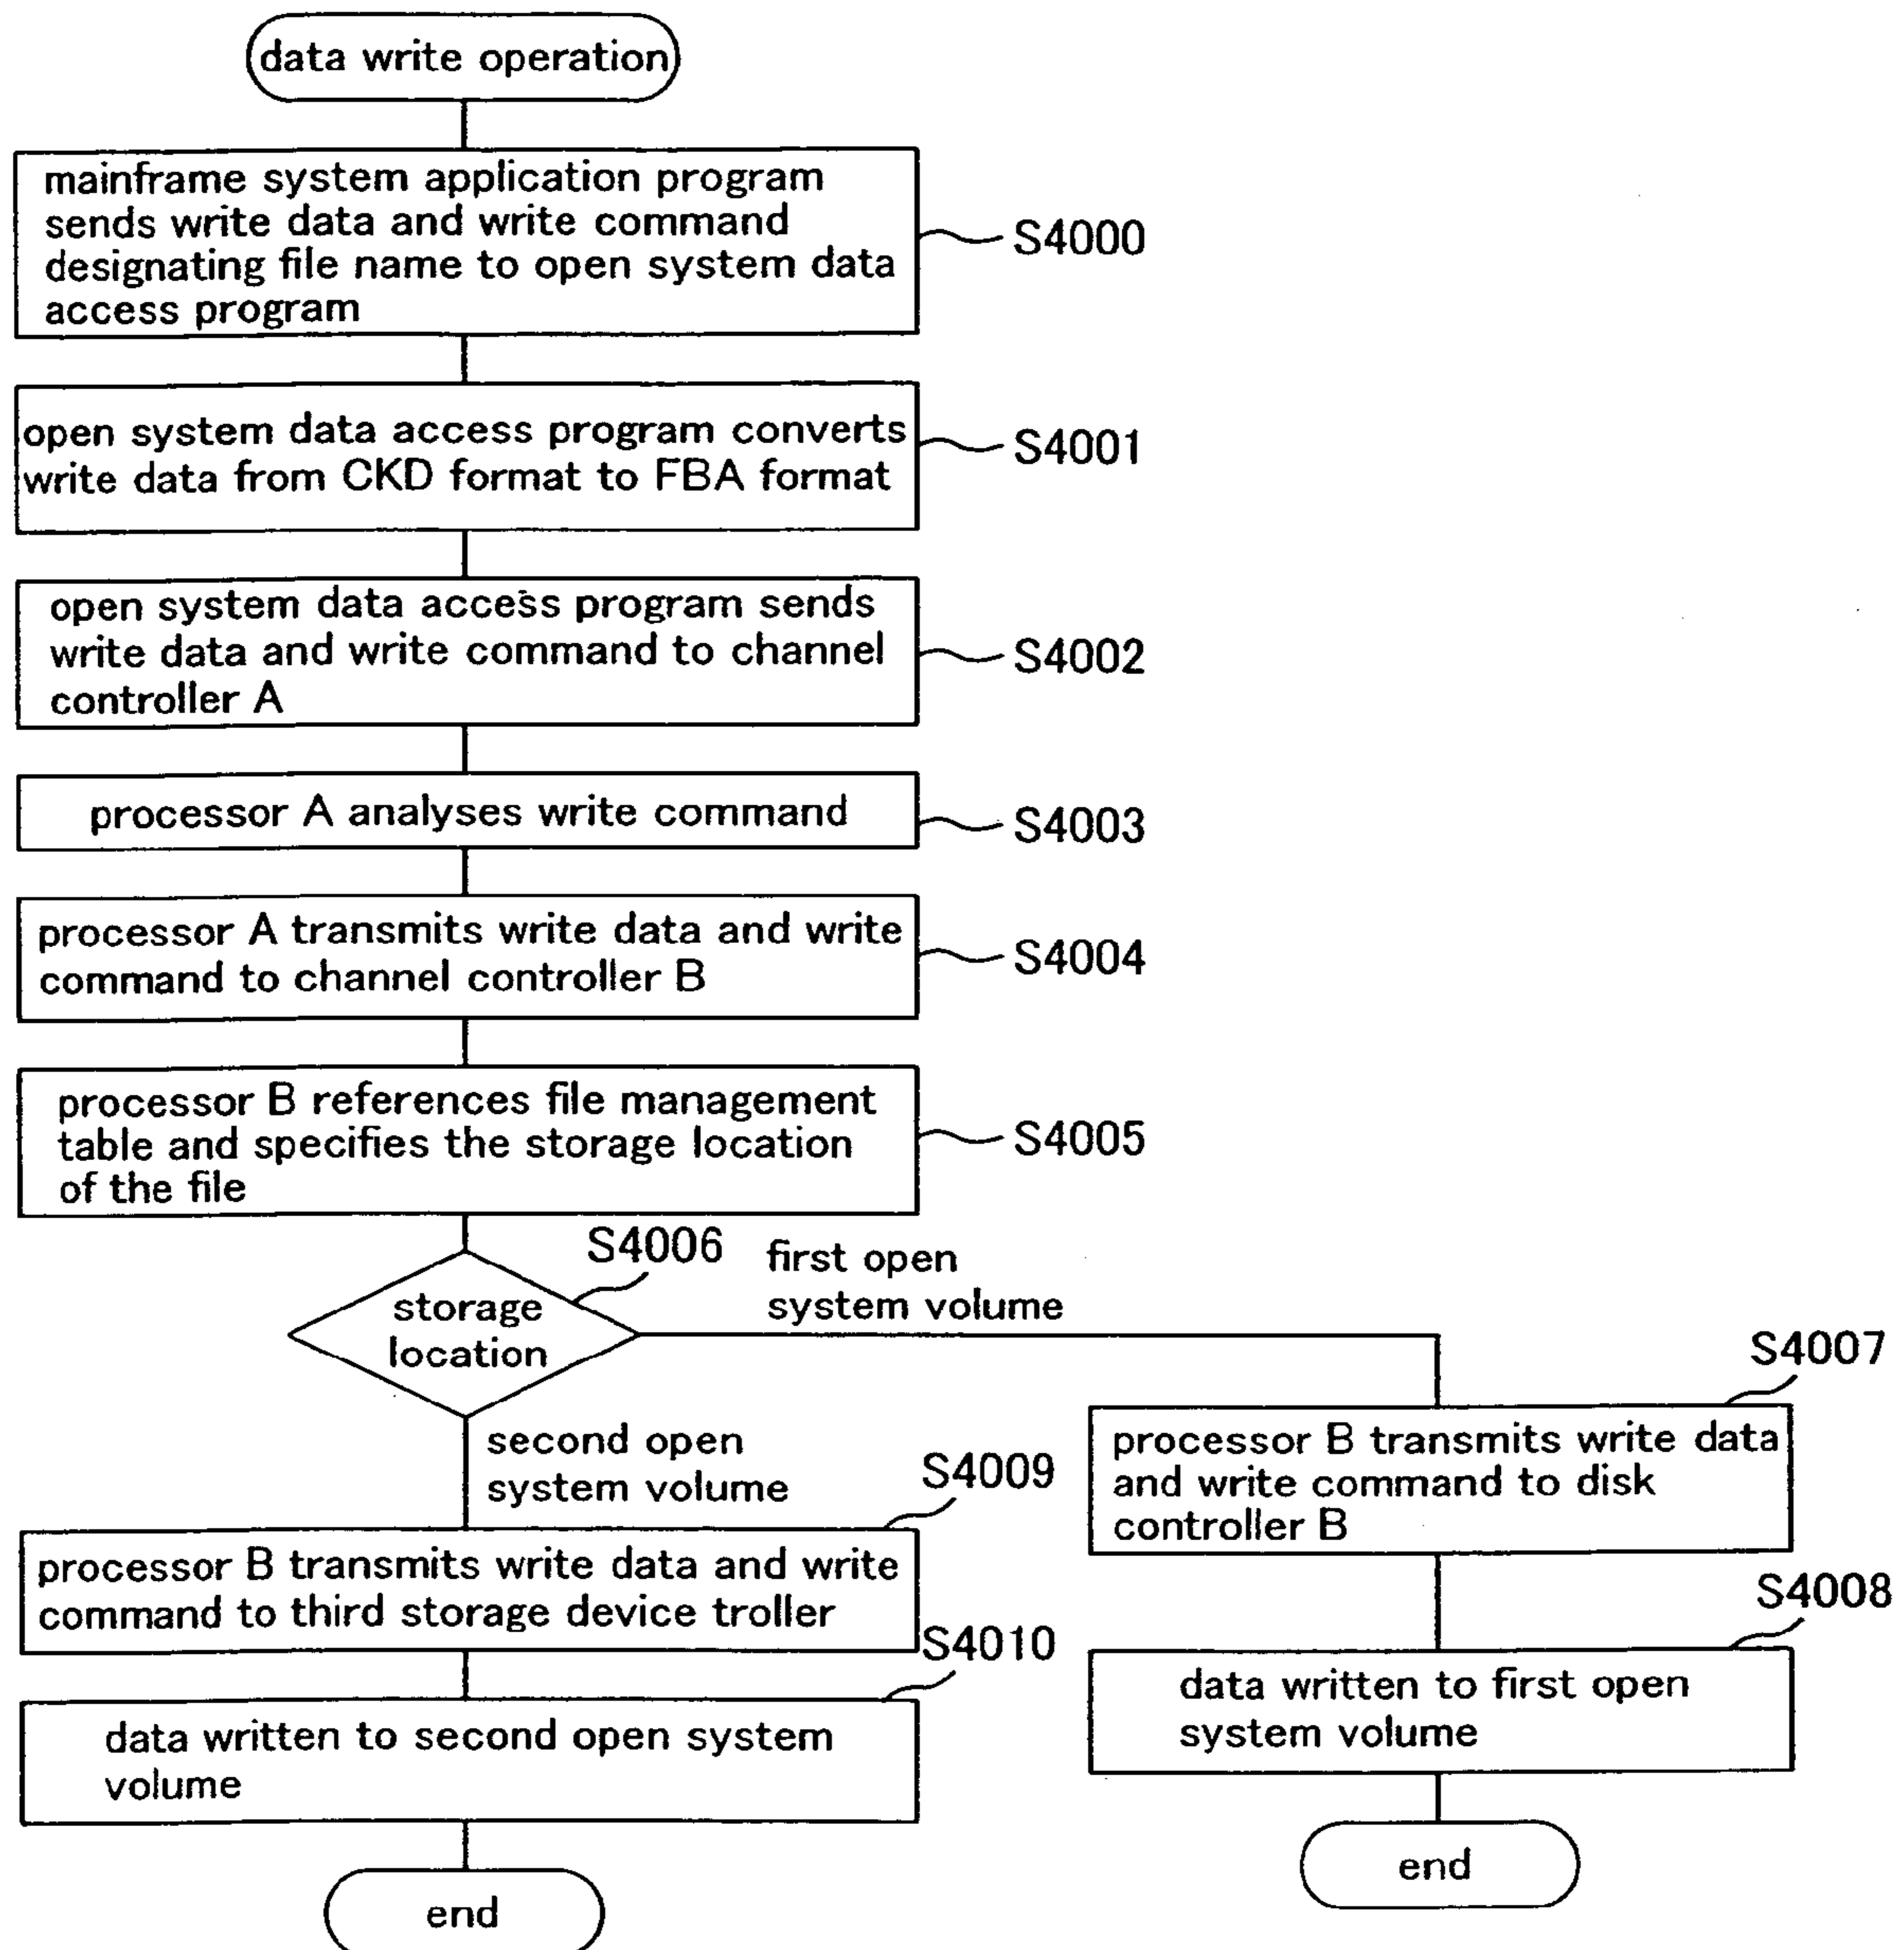 data write operation
mainframe system application program
sends write data and write command
designating file name to open system data
access program
S4000
open system data access program converts
write data from CKD format to FBA format
S4001
open system data access program sends
write data and write command to channel
controller A
S4002
processor A analyses write command
S4003
processor A transmits write data and write
command to channel controller B
S4004
processor B references file management
table and specifies the storage location
of the file
S4005
S4006
storage
location
first open
system volume
S4007
processor B transmits write data
and write command to disk
controller B
S4008
data written to first open
system volume
end
second open
system volume
S4009
processor B transmits write data and write
command to third storage device troller
S4010
data written to second open system
volume
end